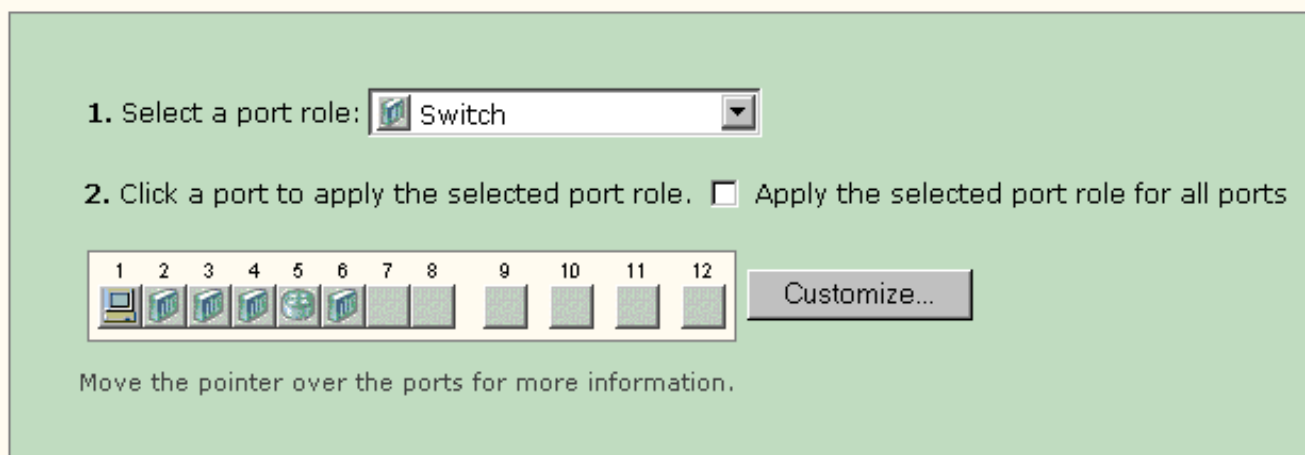 1. Select a port role: Switch
2. Click a port to apply the selected port role. Apply the selected port role for all ports
1 2 3 4 5 6 7 8 9 10 11 12
Customize...
Move the pointer over the ports for more information.